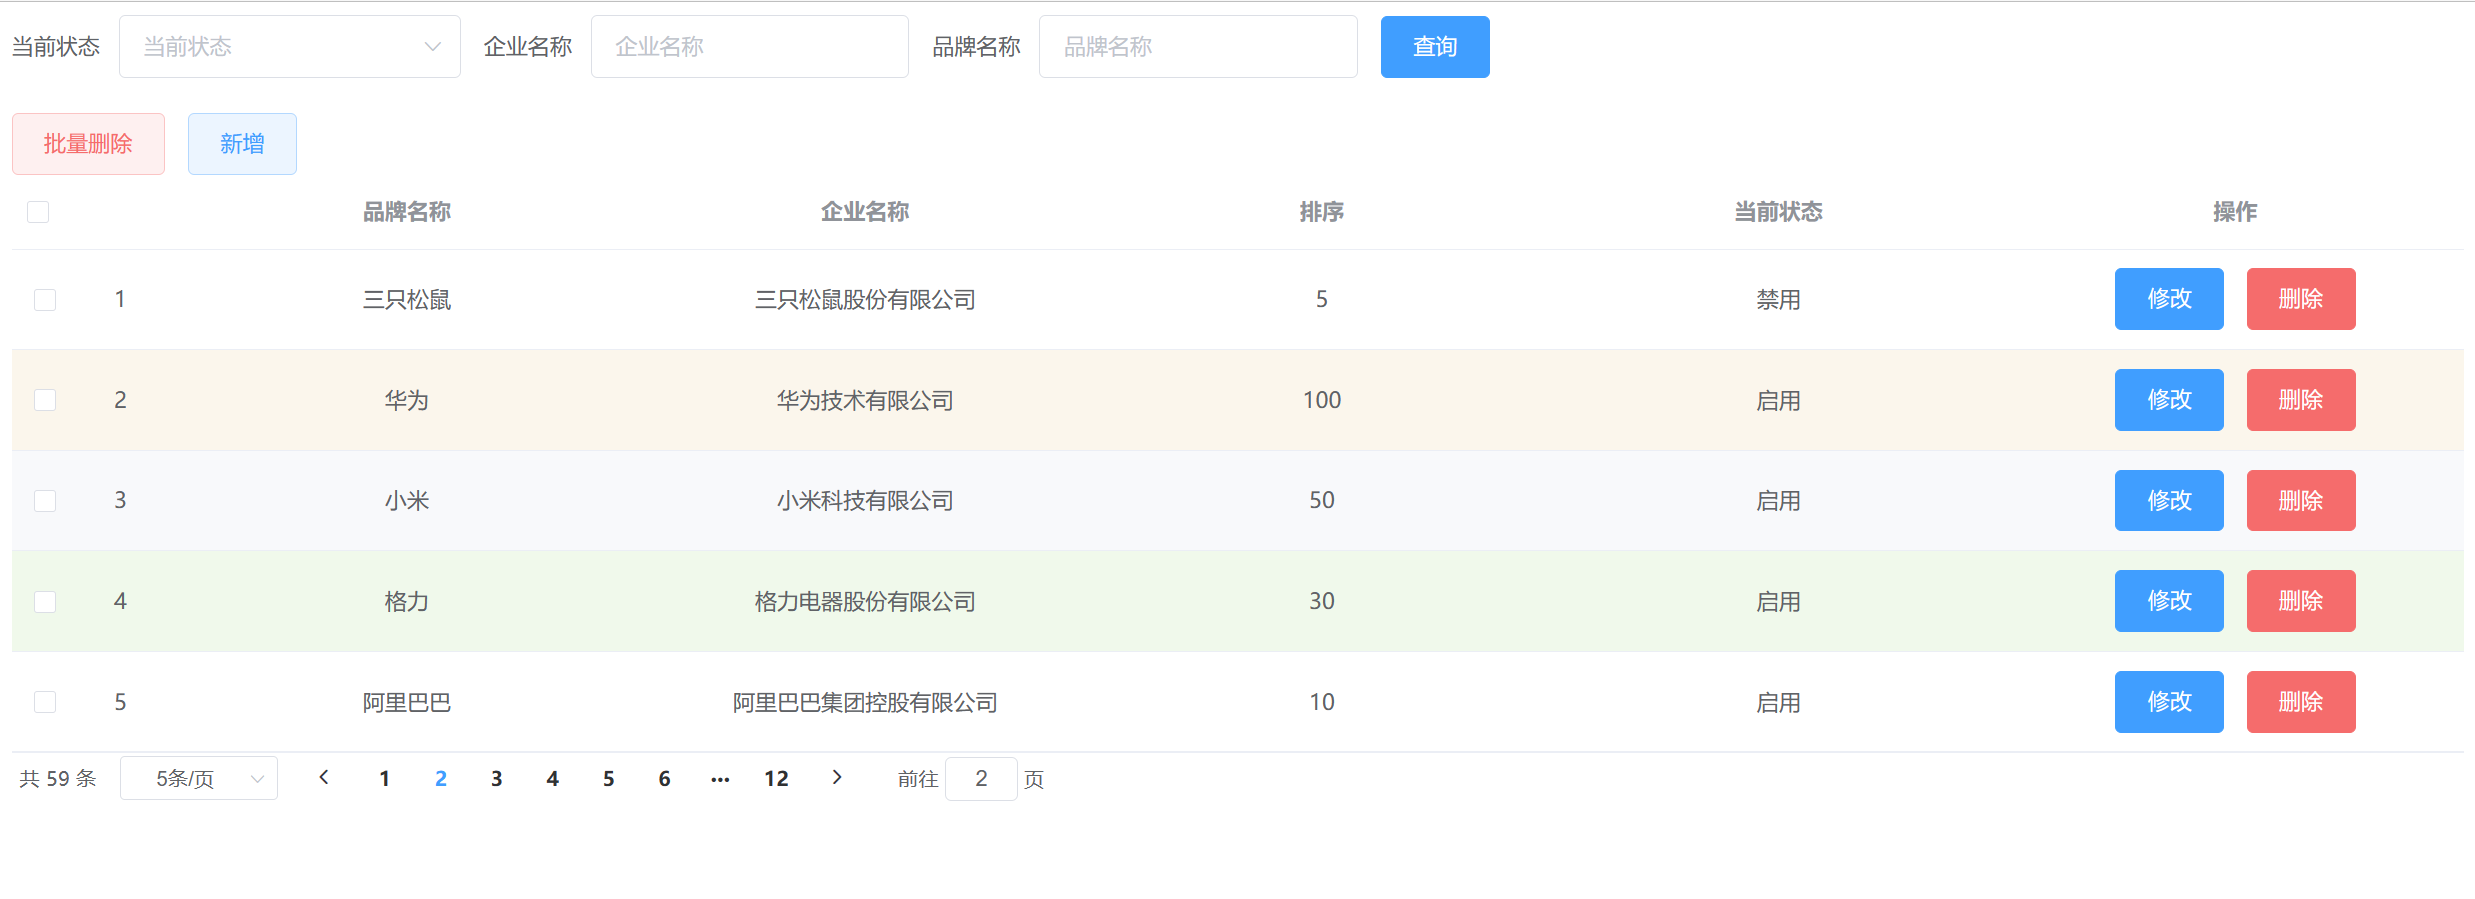 当前状态 当前状态 企业名称 企业名称 品牌名称 品牌名称 查询
批量删除 新增
品牌名称 企业名称 排序 当前状态 操作
1 三只松鼠 三只松鼠股份有限公司 5 禁用 修改 删除
2 华为 华为技术有限公司 100 启用 修改 删除
3 小米 小米科技有限公司 50 启用 修改 删除
4 格力 格力电器股份有限公司 30 启用 修改 删除
5 阿里巴巴 阿里巴巴集团控股有限公司 10 启用 修改 删除
共 59 条 5条/页 1 2 3 4 5 6 ··· 12 前往 2 页